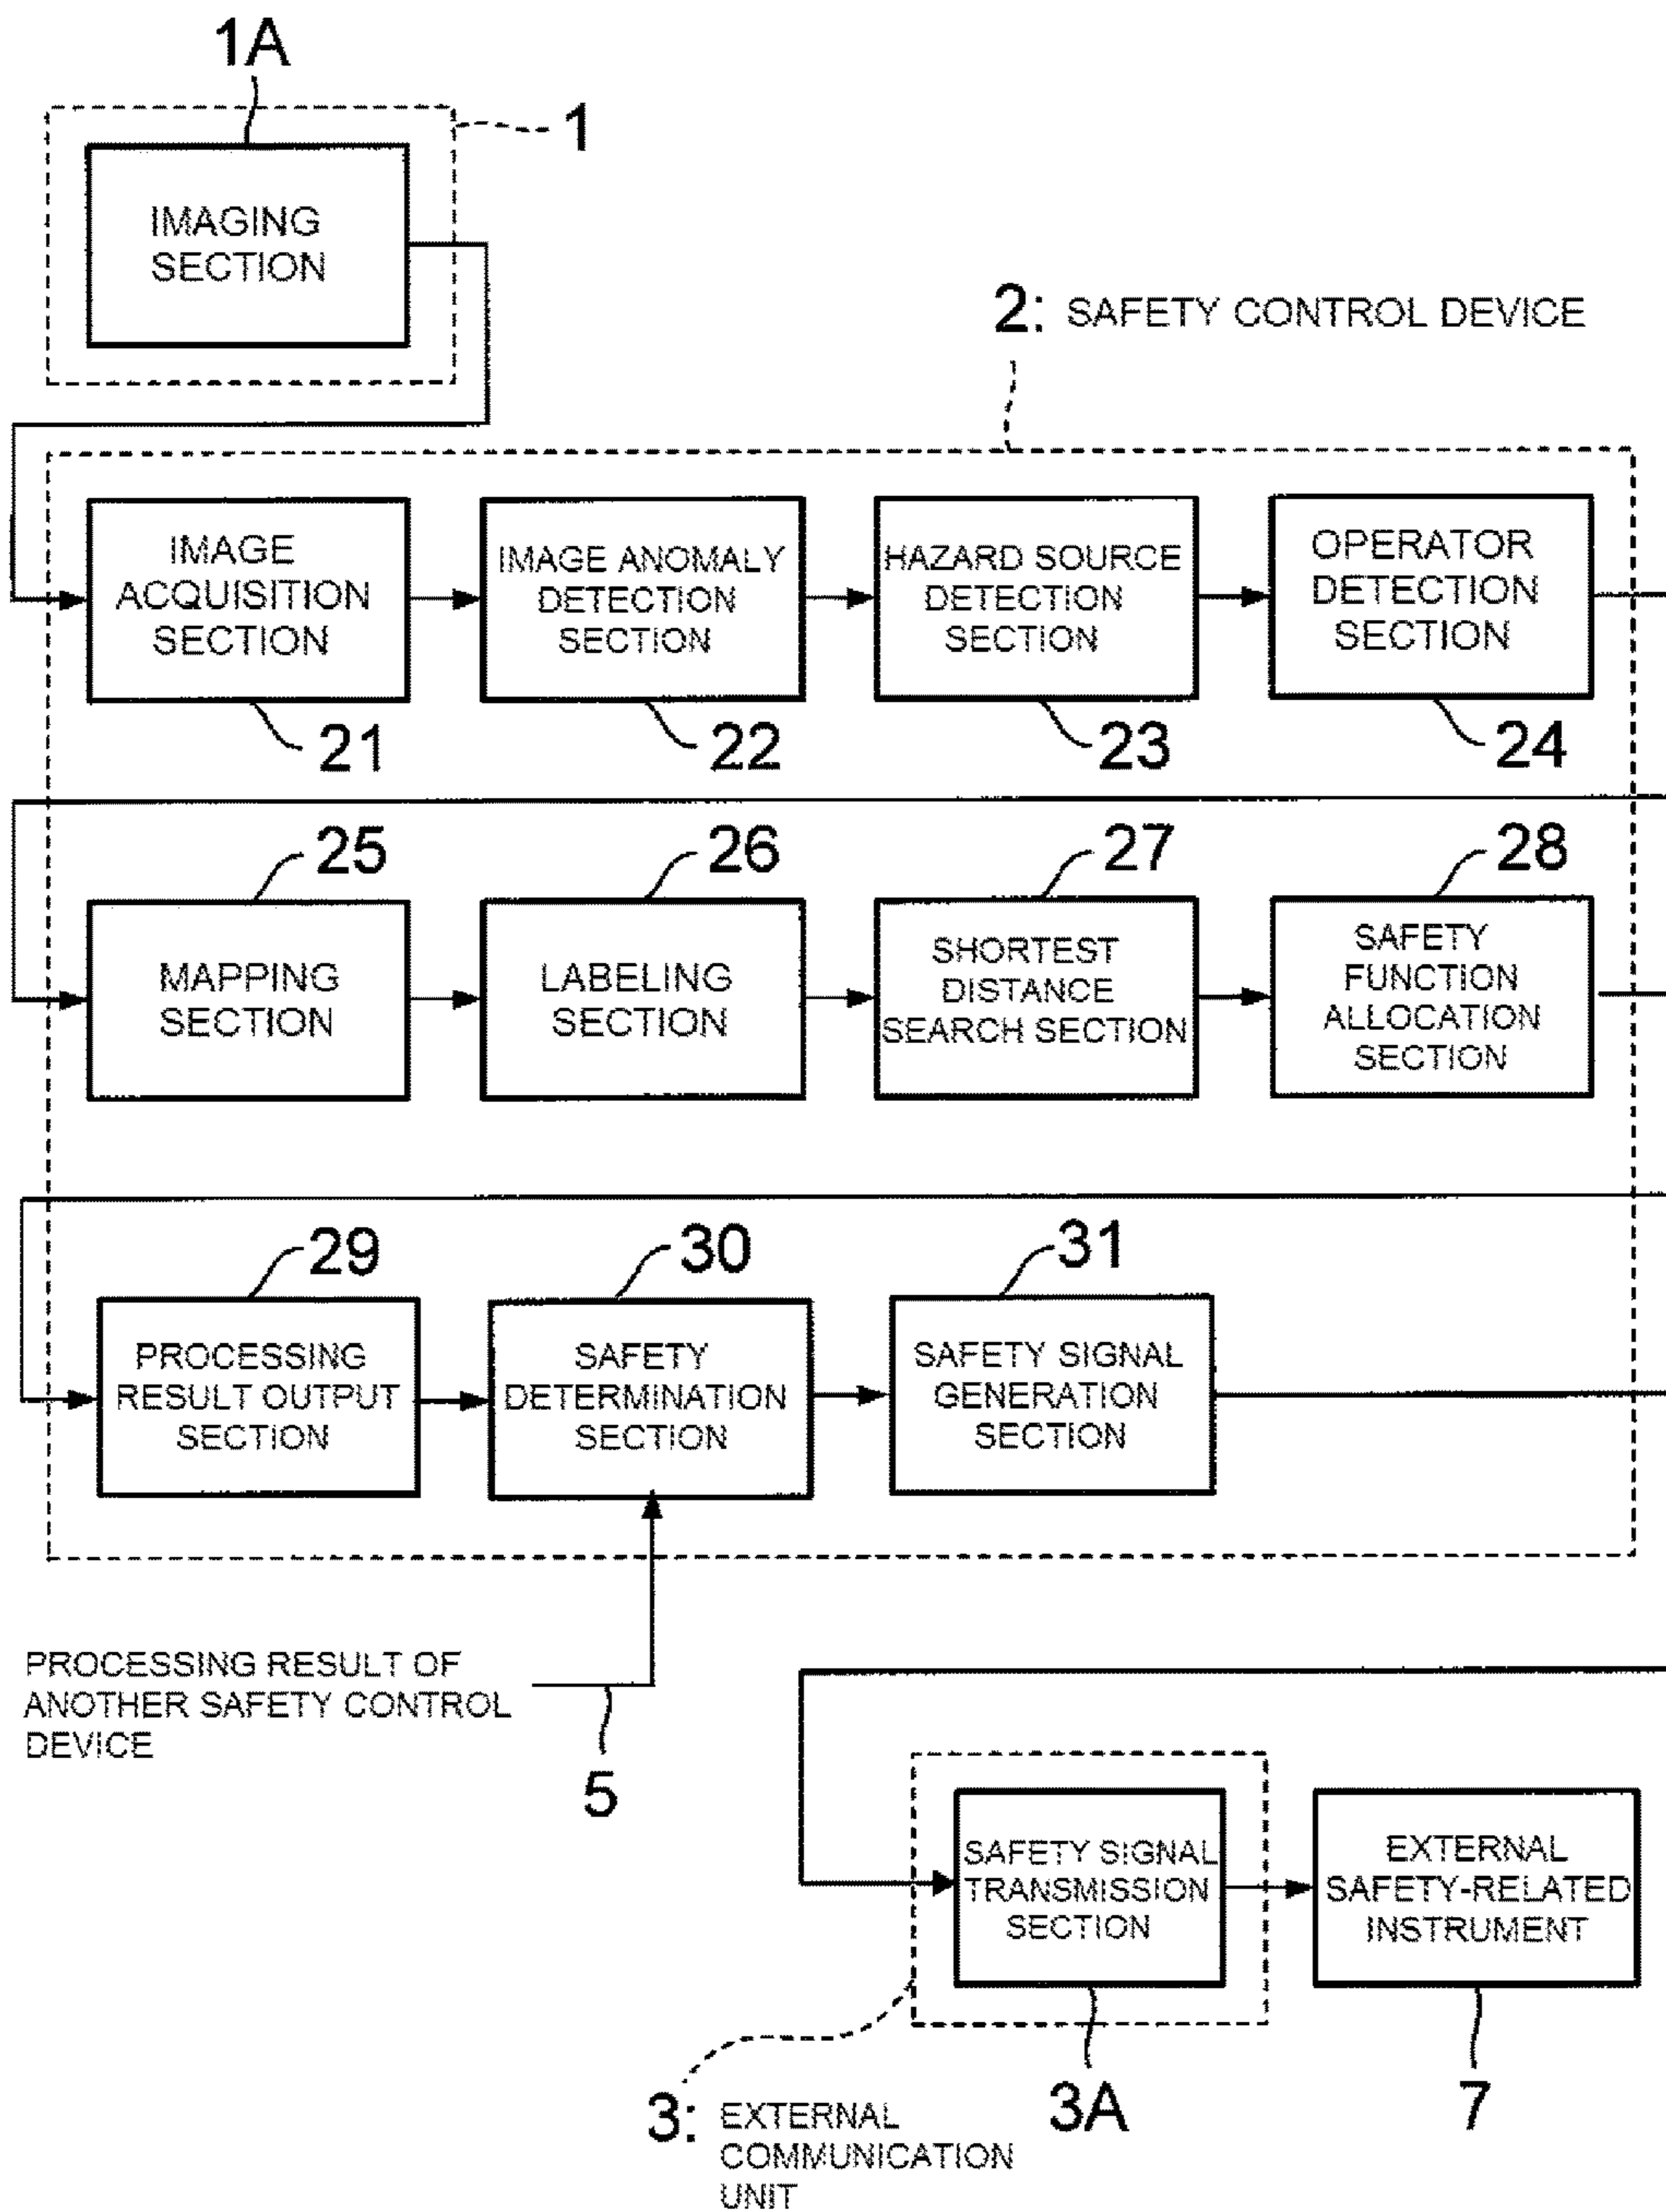 1A
1
IMAGING
SECTION
2: SAFETY CONTROL DEVICE
IMAGE
ACQUISITION
SECTION
IMAGE ANOMALY
DETECTION
SECTION
HAZARD SOURCE
DETECTION
SECTION
OPERATOR
DETECTION
SECTION
21
22
23
24
25
26
27
28
MAPPING
SECTION
LABELING
SECTION
SHORTEST
DISTANCE
SEARCH SECTION
SAFETY
FUNCTION
ALLOCATION
SECTION
29
30
31
PROCESSING
RESULT OUTPUT
SECTION
SAFETY
DETERMINATION
SECTION
SAFETY SIGNAL
GENERATION
SECTION
PROCESSING RESULT OF
ANOTHER SAFETY CONTROL
DEVICE
5
SAFETY SIGNAL
TRANSMISSION
SECTION
EXTERNAL
SAFETY-RELATED
INSTRUMENT
3: EXTERNAL
COMMUNICATION
UNIT
3A
7